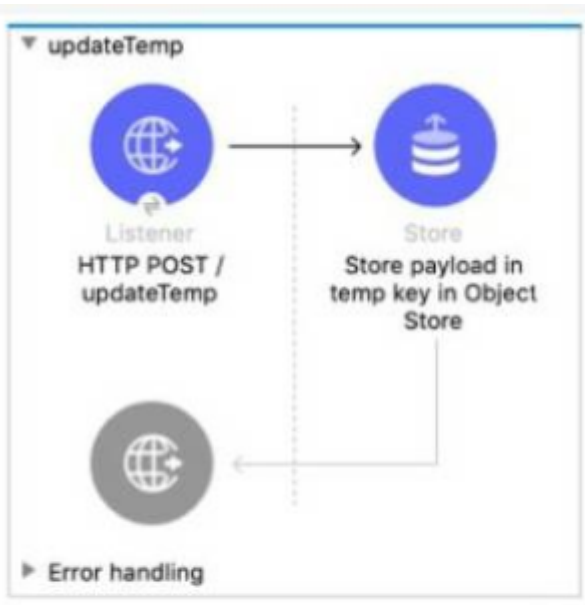 updateTemp
Listener
HTTP POST /
updateTemp
Store
Store payload in
temp key in Object
Store
Error handling